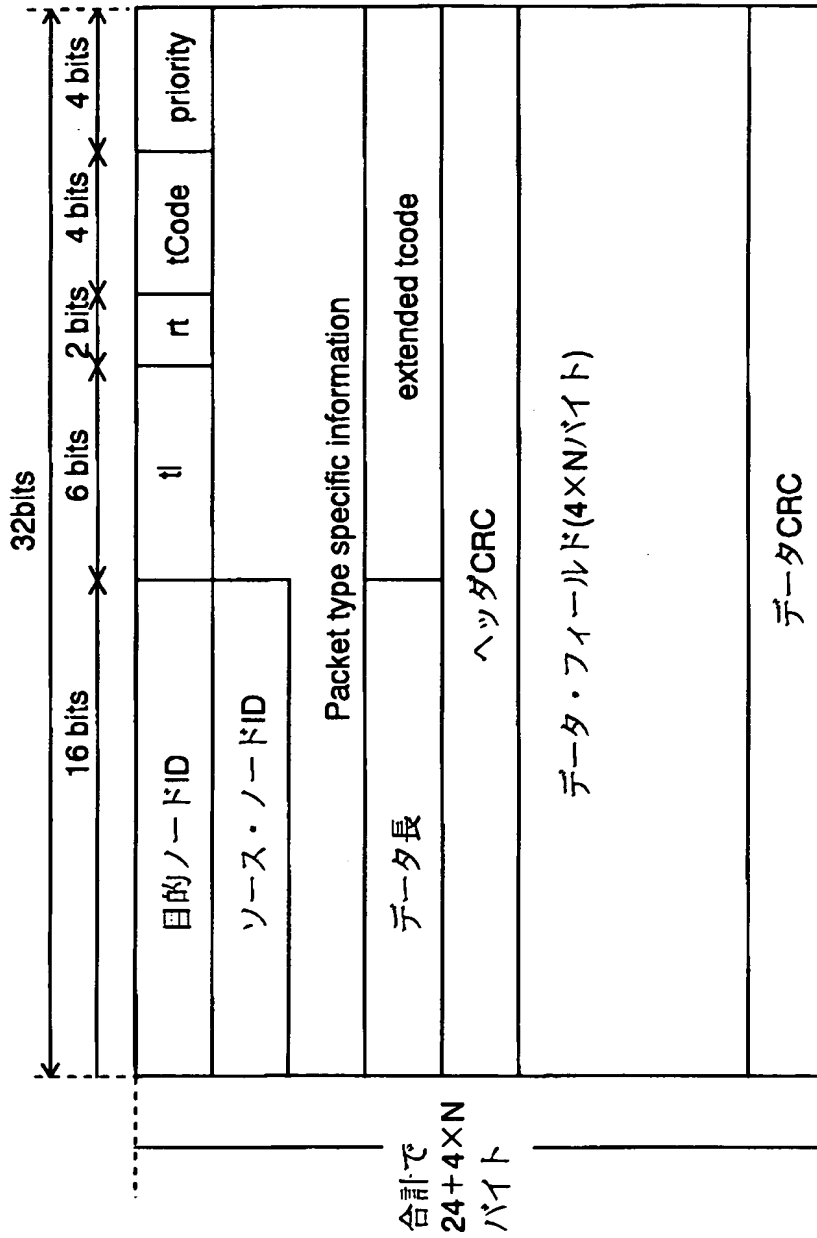 32bits
16 bits
6 bits
2 bits
4 bits
4 bits
目的ノードID
tl
rt
tCode
priority
ソース・ノードID
Packet type specific information
データ長
extended tcode
ヘッダCRC
データ・フィールド(4×Nバイト)
データCRC
合計で
24+4×N
バイト